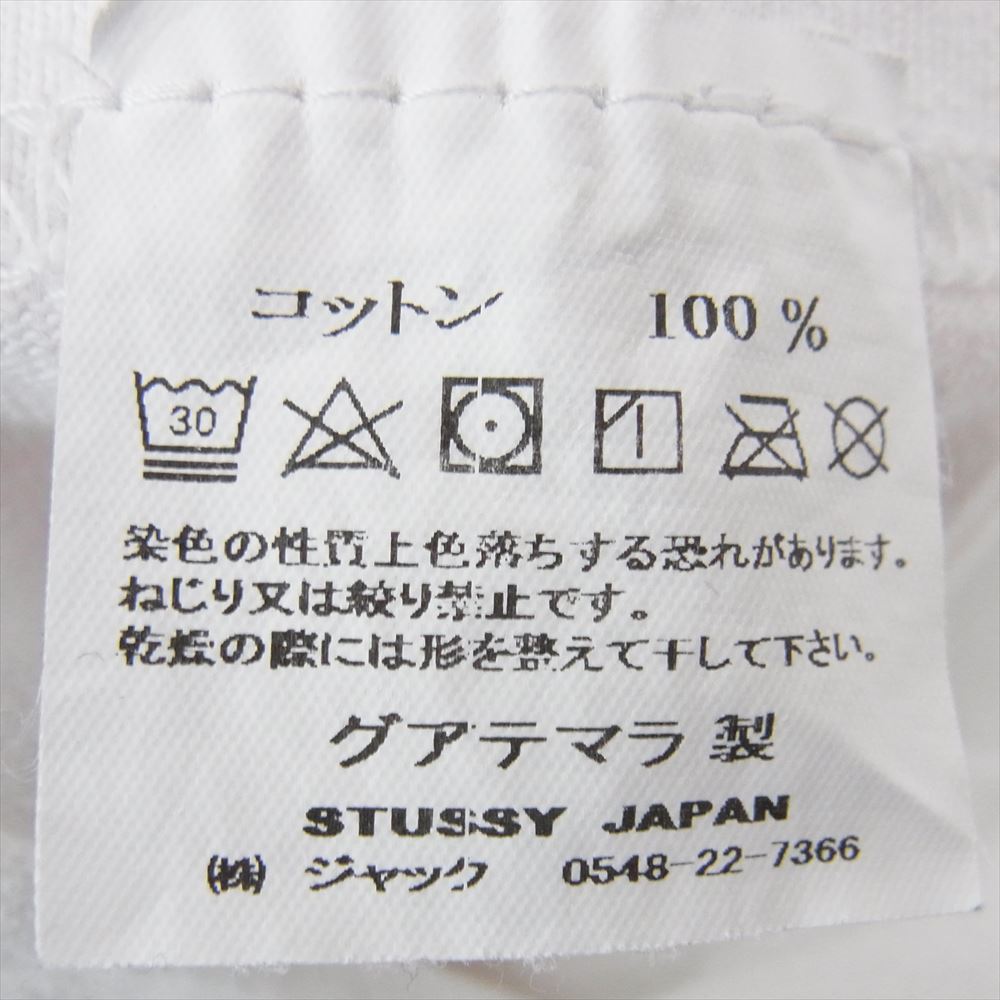 コットン 100 %
30
染色の性質上色落ちする恐れがあります。
ねじり又は絞り禁止です。
乾燥の際には形を整えて干して下さい。
グアテマラ製
STUSSY JAPAN
(株) ジャック 0548-22-7366